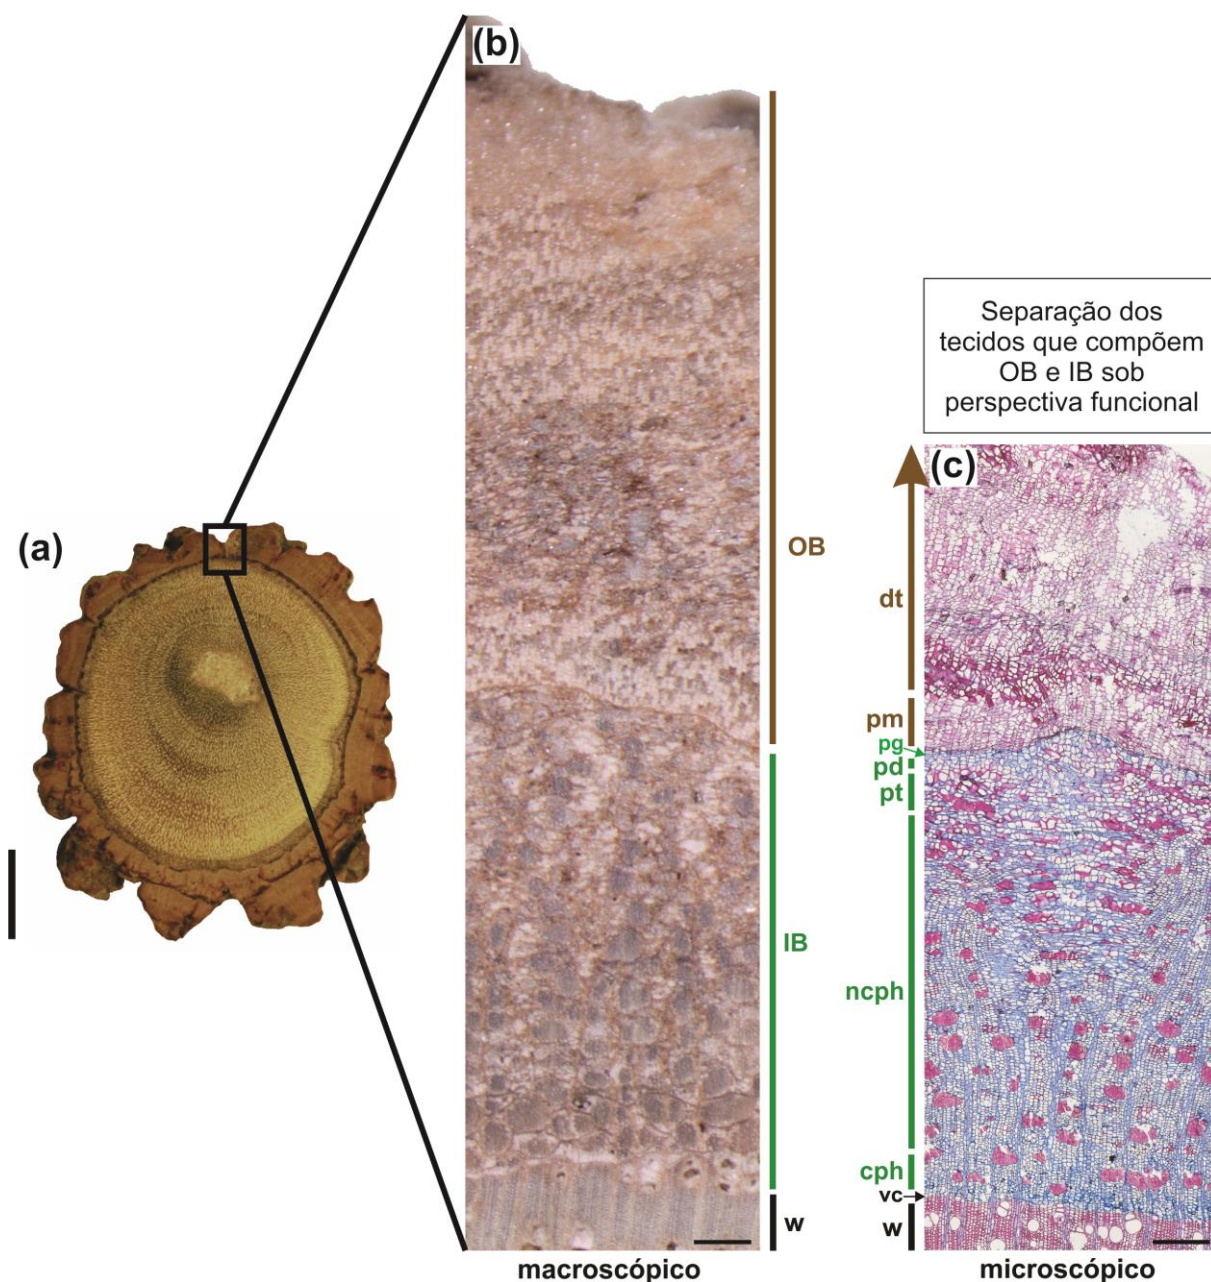 (a)
(b)
OB
IB
w
macroscópico
Separação dos
tecidos que compõem
OB e IB sob
perspectiva funcional
(c)
dt
pm
pg
pd
pt
ncph
cph
vc
w
microscópico